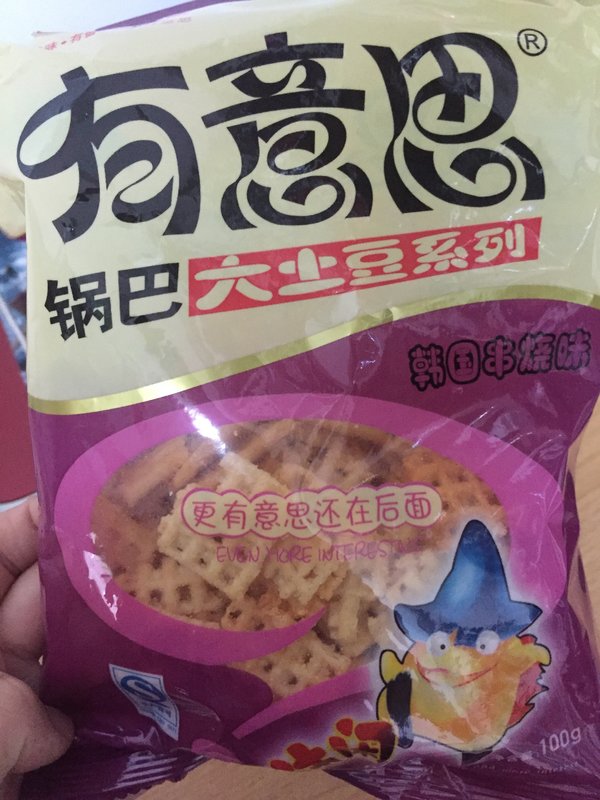 有意思®
锅巴 大土豆系列
韩国串烧味
更有意思还在后面
EVEN MORE INTERESTING
100g